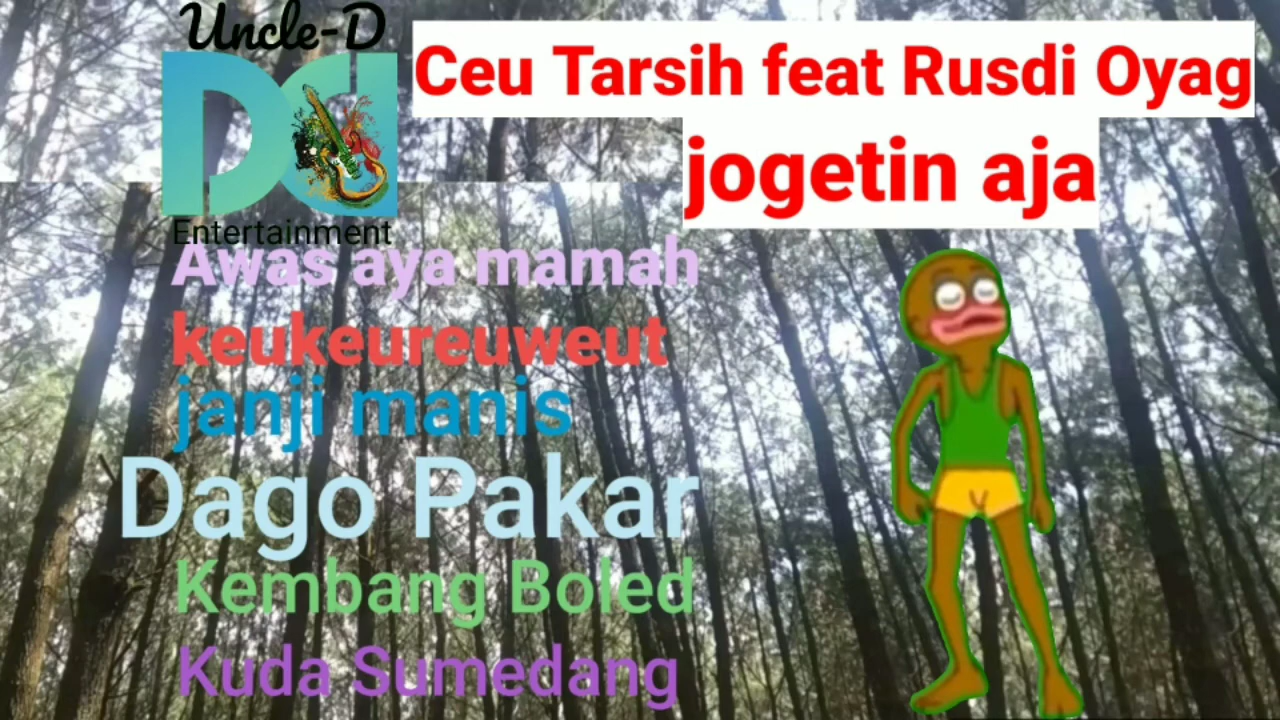 Uncle-D
DCI
Entertainment
Ceu Tarsih feat Rusdi Oyag
jogetin aja
Awas aya mamah
keukeureuweut
janji manis
Dago Pakar
Kembang Boled
Kuda Sumedang